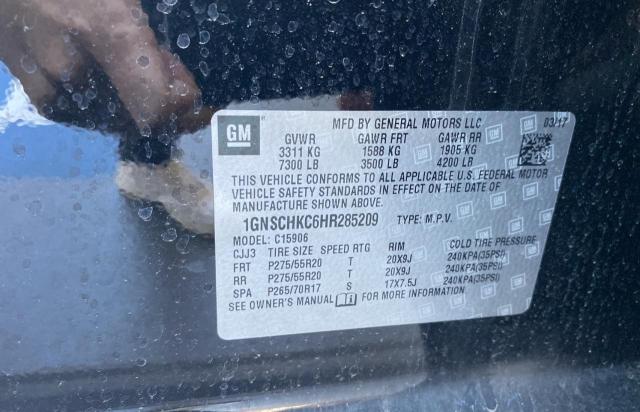 GM
MFD BY GENERAL MOTORS LLC 03/17
GVWR GAWR FRT GAWR RR
3311 KG 1588 KG 1905 KG
7300 LB 3500 LB 4200 LB
THIS VEHICLE CONFORMS TO ALL APPLICABLE U.S. FEDERAL MOTOR
VEHICLE SAFETY STANDARDS IN EFFECT ON THE DATE OF
MANUFACTURE SHOWN ABOVE.
1GNSCHKC6HR285209 TYPE: M.P.V.
MODEL: C15906
CJJ3 TIRE SIZE SPEED RTG RIM COLD TIRE PRESSURE
FRT P275/55R20 T 20X9J 240KPA(35PSI)
RR P275/55R20 T 20X9J 240KPA(35PSI)
SPA P265/70R17 S 17X7.5J 240KPA(35PSI)
SEE OWNER'S MANUAL FOR MORE INFORMATION